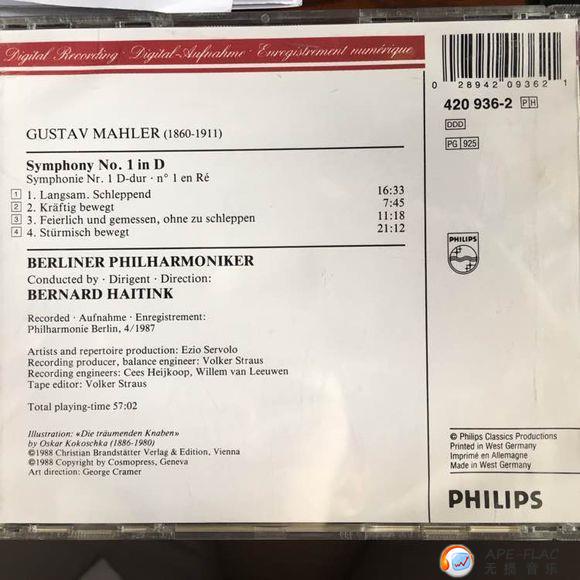 Digital Recording · Digital-Aufnahme · Enregistrement numérique
0 28942 09362 1
420 936-2 PH
DDD
PG 925
GUSTAV MAHLER (1860-1911)
Symphony No. 1 in D
Symphonie Nr. 1 D-dur · n° 1 en Ré
1 1. Langsam. Schleppend 16:33
2 2. Kräftig bewegt 7:45
3 3. Feierlich und gemessen, ohne zu schleppen 11:18
4 4. Stürmisch bewegt 21:12
PHILIPS
BERLINER PHILHARMONIKER
Conducted by · Dirigent · Direction:
BERNARD HAITINK
Recorded · Aufnahme · Enregistrement:
Philharmonie Berlin, 4/1987
Artists and repertoire production: Ezio Servolo
Recording producer, balance engineer: Volker Straus
Recording engineers: Cees Heijkoop, Willem van Leeuwen
Tape editor: Volker Straus
Total playing-time 57:02
Illustration: «Die träumenden Knaben»
by Oskar Kokoschka (1886-1980)
©1988 Christian Brandstätter Verlag & Edition, Vienna
©1988 Copyright by Cosmopress, Geneva
Art direction: George Cramer
© Philips Classics Productions
Printed in West Germany
Imprimé en Allemagne
Made in West Germany
PHILIPS
APE-FLAC
无损音乐